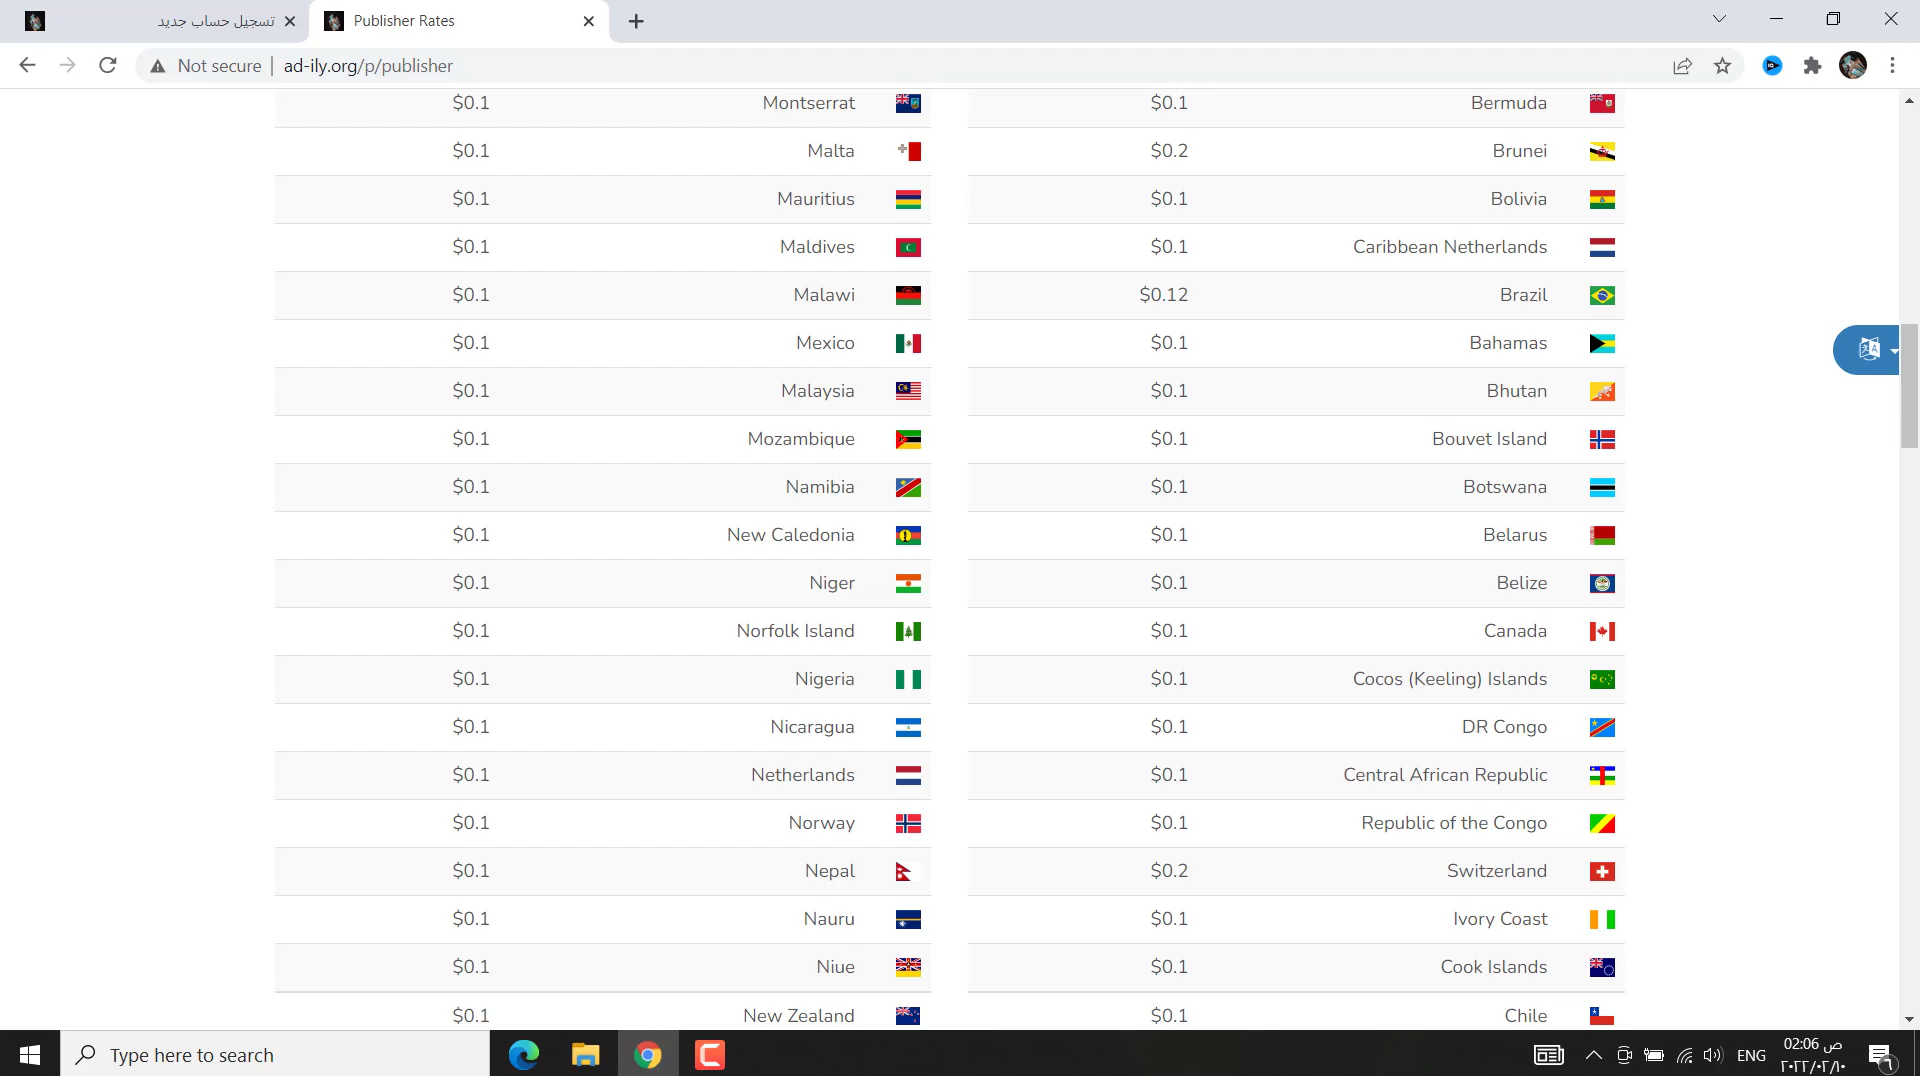 تسجيل حساب جديد
Publisher Rates
Not secure
ad-ily.org/p/publisher
$0.1 Montserrat $0.1 Bermuda
$0.1 Malta $0.2 Brunei
$0.1 Mauritius $0.1 Bolivia
$0.1 Maldives $0.1 Caribbean Netherlands
$0.1 Malawi $0.12 Brazil
$0.1 Mexico $0.1 Bahamas
$0.1 Malaysia $0.1 Bhutan
$0.1 Mozambique $0.1 Bouvet Island
$0.1 Namibia $0.1 Botswana
$0.1 New Caledonia $0.1 Belarus
$0.1 Niger $0.1 Belize
$0.1 Norfolk Island $0.1 Canada
$0.1 Nigeria $0.1 Cocos (Keeling) Islands
$0.1 Nicaragua $0.1 DR Congo
$0.1 Netherlands $0.1 Central African Republic
$0.1 Norway $0.1 Republic of the Congo
$0.1 Nepal $0.2 Switzerland
$0.1 Nauru $0.1 Ivory Coast
$0.1 Niue $0.1 Cook Islands
$0.1 New Zealand $0.1 Chile
Type here to search
ENG
02:06 ص
٢٠٢٢/٠٢/١٠
٦